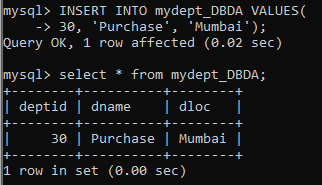 mysql> INSERT INTO mydept_DBDA VALUES(
    -> 30, 'Purchase', 'Mumbai');
Query OK, 1 row affected (0.02 sec)

mysql> select * from mydept_DBDA;
+--------+----------+--------+
| deptid | dname    | dloc   |
+--------+----------+--------+
|     30 | Purchase | Mumbai |
+--------+----------+--------+
1 row in set (0.00 sec)